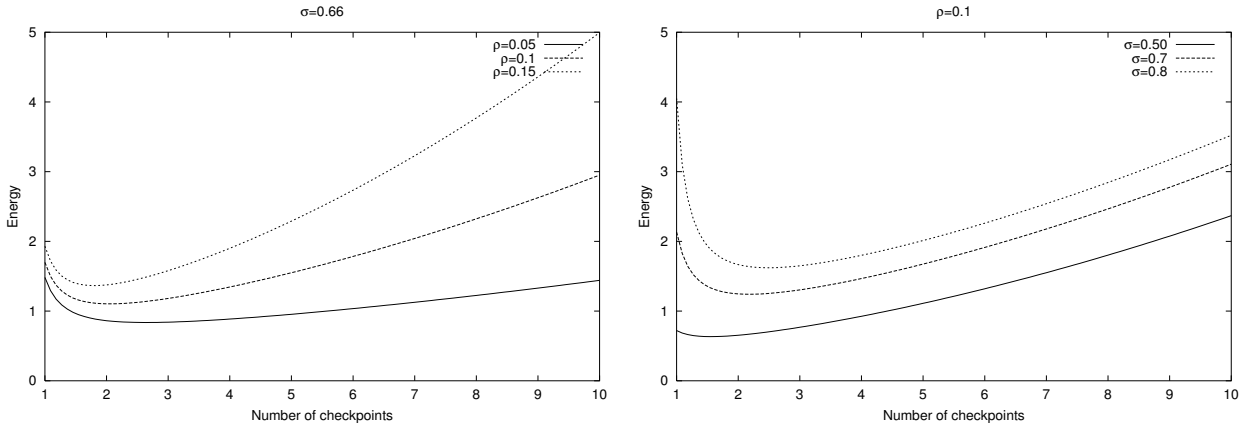 σ=0.66
5
4
3
2
1
0
Energy
ρ=0.05
ρ=0.1
ρ=0.15
1 2 3 4 5 6 7 8 9 10
Number of checkpoints
ρ=0.1
5
4
3
2
1
0
Energy
σ=0.50
σ=0.7
σ=0.8
1 2 3 4 5 6 7 8 9 10
Number of checkpoints